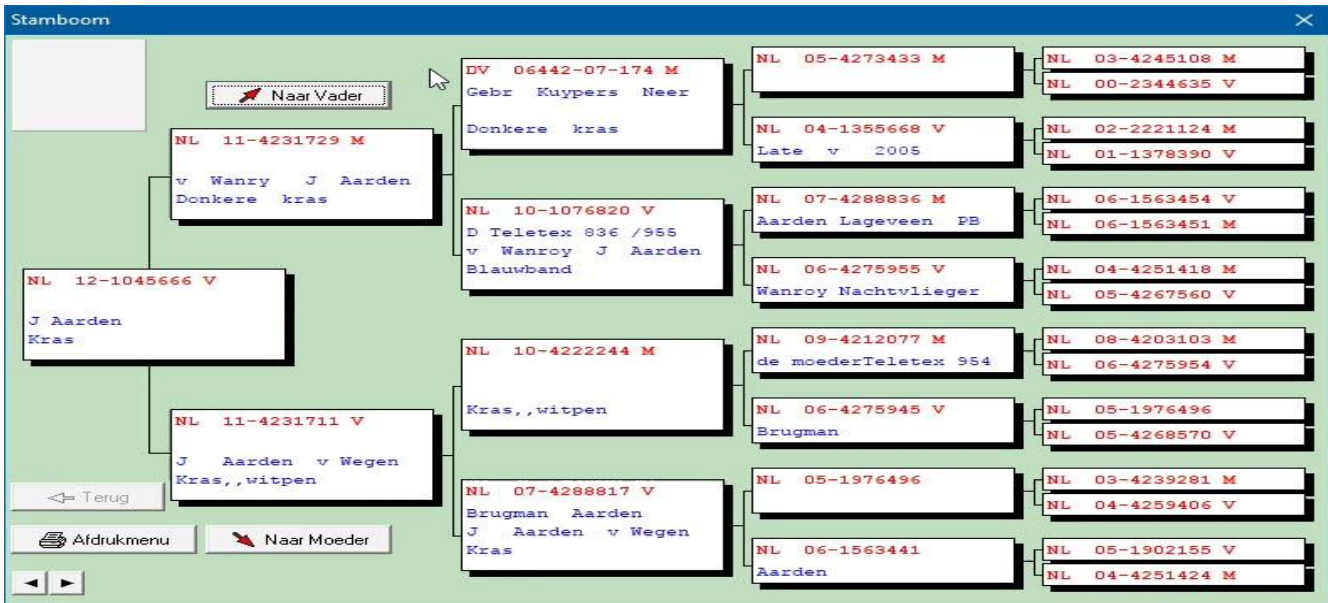 Stamboom
Naar Vader
NL 12-1045666 V
J Aarden
Kras
NL 11-4231729 M
v Wanry J Aarden
Donkere kras
NL 11-4231711 V
J Aarden v Wegen
Kras,,witpen
DV 06442-07-174 M
Gebr Kuypers Neer
Donkere kras
NL 10-1076820 V
D Teletex 836 /955
v Wanroy J Aarden
Blauwband
NL 10-4222244 M
Kras,,witpen
NL 07-4288817 V
Brugman Aarden
J Aarden v Wegen
Kras
NL 05-4273433 M
NL 04-1355668 V
Late v 2005
NL 07-4288836 M
Aarden Lageveen PB
NL 06-4275955 V
Wanroy Nachtvlieger
NL 09-4212077 M
de moederTeletex 954
NL 06-4275945 V
Brugman
NL 05-1976496
NL 06-1563441
Aarden
NL 03-4245108 M
NL 00-2344635 V
NL 02-2221124 M
NL 01-1378390 V
NL 06-1563454 V
NL 06-1563451 M
NL 04-4251418 M
NL 05-4267560 V
NL 08-4203103 M
NL 06-4275954 V
NL 05-1976496
NL 05-4268570 V
NL 03-4239281 M
NL 04-4259406 V
NL 05-1902155 V
NL 04-4251424 M
Terug
Afdrukmenu
Naar Moeder